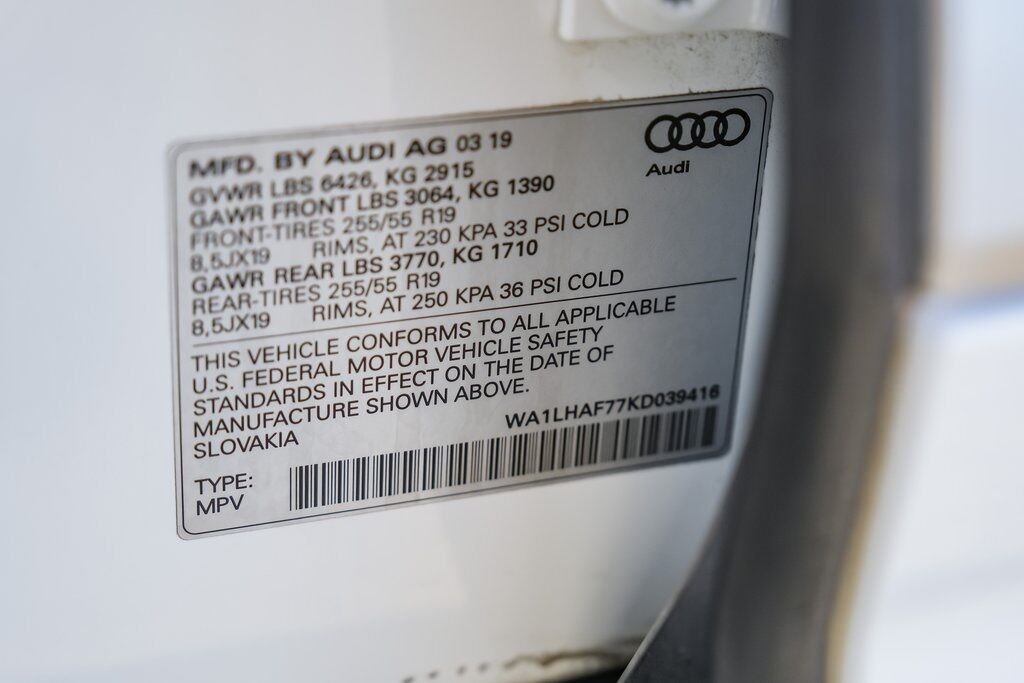 MFD. BY AUDI AG 03 19
Audi
GVWR LBS 6426, KG 2915
GAWR FRONT LBS 3064, KG 1390
FRONT-TIRES 255/55 R19
8,5JX19 RIMS, AT 230 KPA 33 PSI COLD
GAWR REAR LBS 3770, KG 1710
REAR-TIRES 255/55 R19
8,5JX19 RIMS, AT 250 KPA 36 PSI COLD
THIS VEHICLE CONFORMS TO ALL APPLICABLE
U.S. FEDERAL MOTOR VEHICLE SAFETY
STANDARDS IN EFFECT ON THE DATE OF
MANUFACTURE SHOWN ABOVE.
SLOVAKIA
WA1LHAF77KD039416
TYPE:
MPV